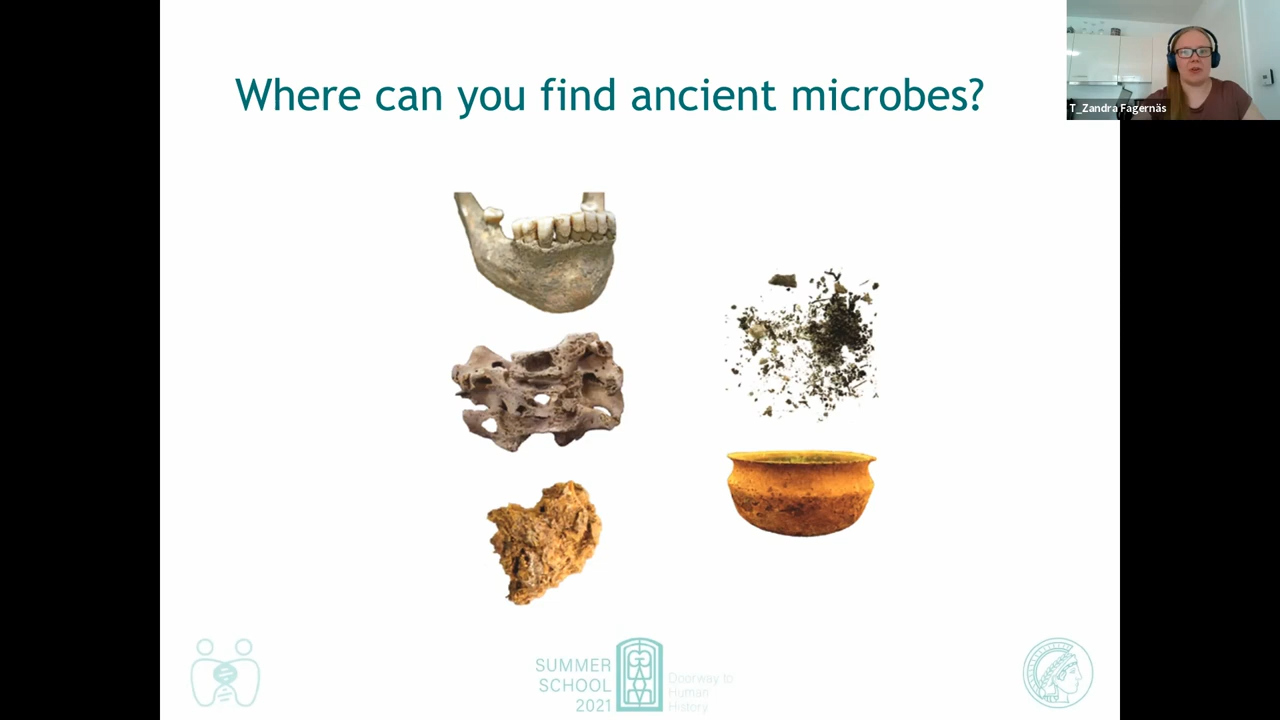 Where can you find ancient microbes?
T_Zandra Fagernäs
SUMMER
SCHOOL
2021
Doorway to
Human
History